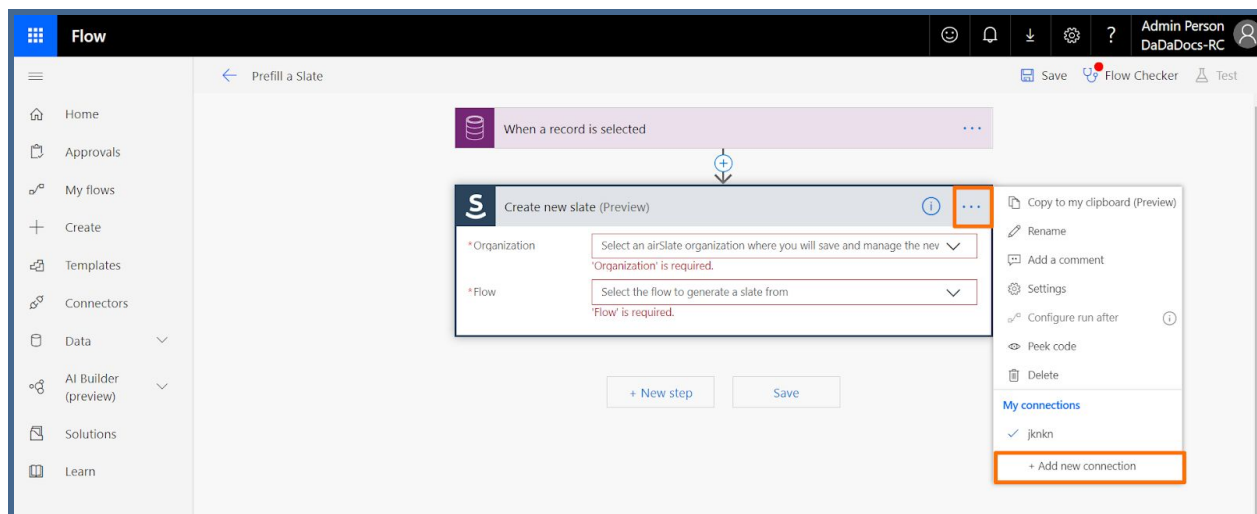 Flow
?
Admin Person
DaDaDocs-RC
Prefill a Slate
Save
Flow Checker
Test
Home
Approvals
My flows
Create
Templates
Connectors
Data
AI Builder
(preview)
Solutions
Learn
When a record is selected
...
+
S
Create new slate (Preview)
i
...
*Organization
Select an airSlate organization where you will save and manage the nev
'Organization' is required.
*Flow
Select the flow to generate a slate from
'Flow' is required.
+ New step
Save
Copy to my clipboard (Preview)
Rename
Add a comment
Settings
Configure run after
i
Peek code
Delete
My connections
jknkn
+ Add new connection